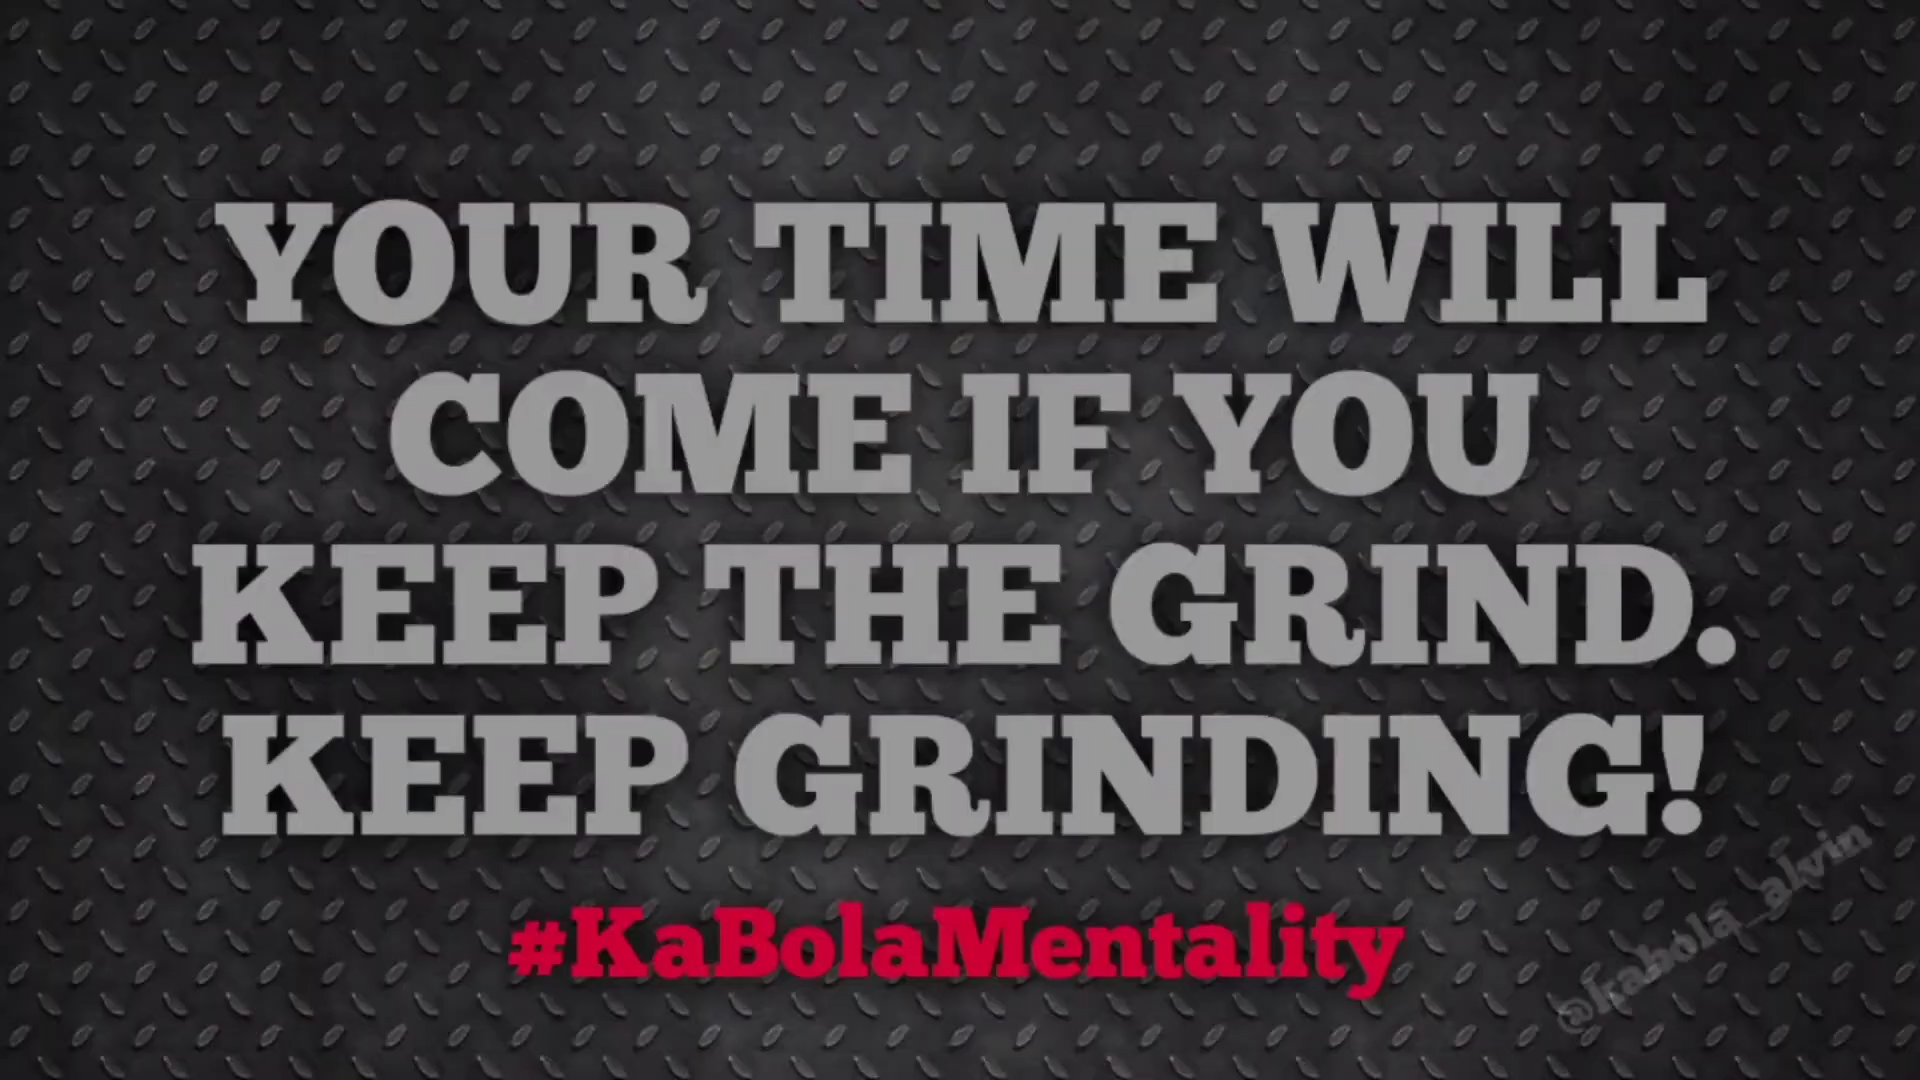 YOUR TIME WILL
COME IF YOU
KEEP THE GRIND.
KEEP GRINDING!
#KaBolaMentality
@kabola_alvin